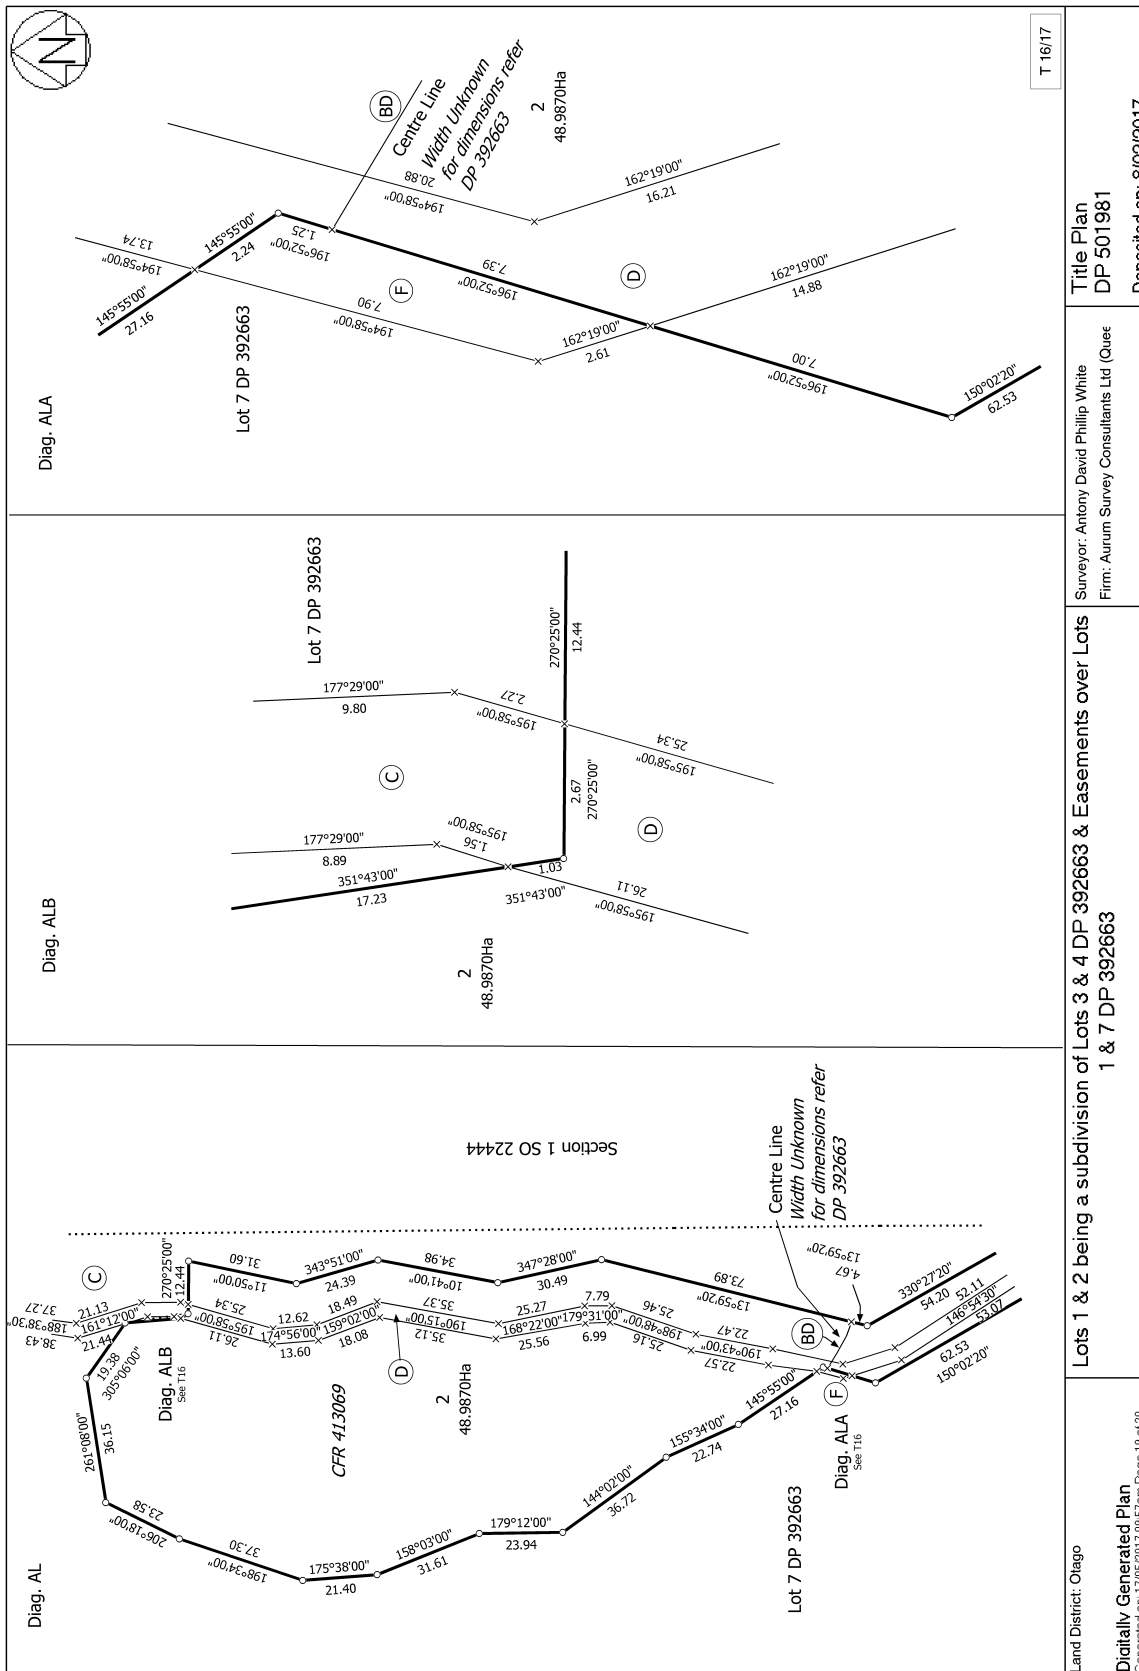 Diag. AL
261°08'00"
36.15
19.38
305°06'00"
206°18'00"
23.58
198°34'00"
37.30
175°38'00"
21.40
158°03'00"
31.61
179°12'00"
23.94
144°02'00"
36.72
155°34'00"
22.74
145°55'00"
27.16
Lot 7 DP 392663
Diag. ALA
See T16
F
BD
Diag. ALB
See T16
CFR 413069
D
2
48.9870Ha
C
38.43
188°38'30"
37.27
21.44
161°12'00"
21.13
270°25'00"
12.44
26.11
195°58'00"
25.34
13.60
174°56'00"
12.62
18.08
159°02'00"
18.49
35.12
190°15'00"
35.37
25.56
168°22'00"
25.27
6.99
179°31'00"
7.79
25.16
198°48'00"
25.46
22.57
190°43'00"
22.47
11°50'00"
31.60
343°51'00"
24.39
10°41'00"
34.98
347°28'00"
30.49
13°59'20"
73.89
13°59'20"
4.67
330°27'20"
54.20
52.11
146°54'30"
53.07
62.53
150°02'20"
Section 1 SO 22444
Centre Line
Width Unknown
for dimensions refer
DP 392663
Diag. ALB
177°29'00"
8.89
351°43'00"
17.23
195°58'00"
1.56
351°43'00"
1.03
195°58'00"
26.11
2
48.9870Ha
C
D
177°29'00"
9.80
2.27
195°58'00"
2.67
270°25'00"
270°25'00"
12.44
25.34
195°58'00"
Lot 7 DP 392663
Diag. ALA
Lot 7 DP 392663
145°55'00"
27.16
13.74
194°58'00"
145°55'00"
2.24
1.25
196°52'00"
7.90
194°58'00"
F
7.39
196°52'00"
D
162°19'00"
2.61
7.00
196°52'00"
150°02'20"
62.53
162°19'00"
14.88
20.88
194°58'00"
162°19'00"
16.21
BD
Centre Line
Width Unknown
for dimensions refer
DP 392663
2
48.9870Ha
N
T 16/17
Land District: Otago
Digitally Generated Plan
Lots 1 & 2 being a subdivision of Lots 3 & 4 DP 392663 & Easements over Lots
1 & 7 DP 392663
Surveyor: Antony David Phillip White
Firm: Aurum Survey Consultants Ltd (Quee
Title Plan
DP 501981
Deposited on: 8/02/2017